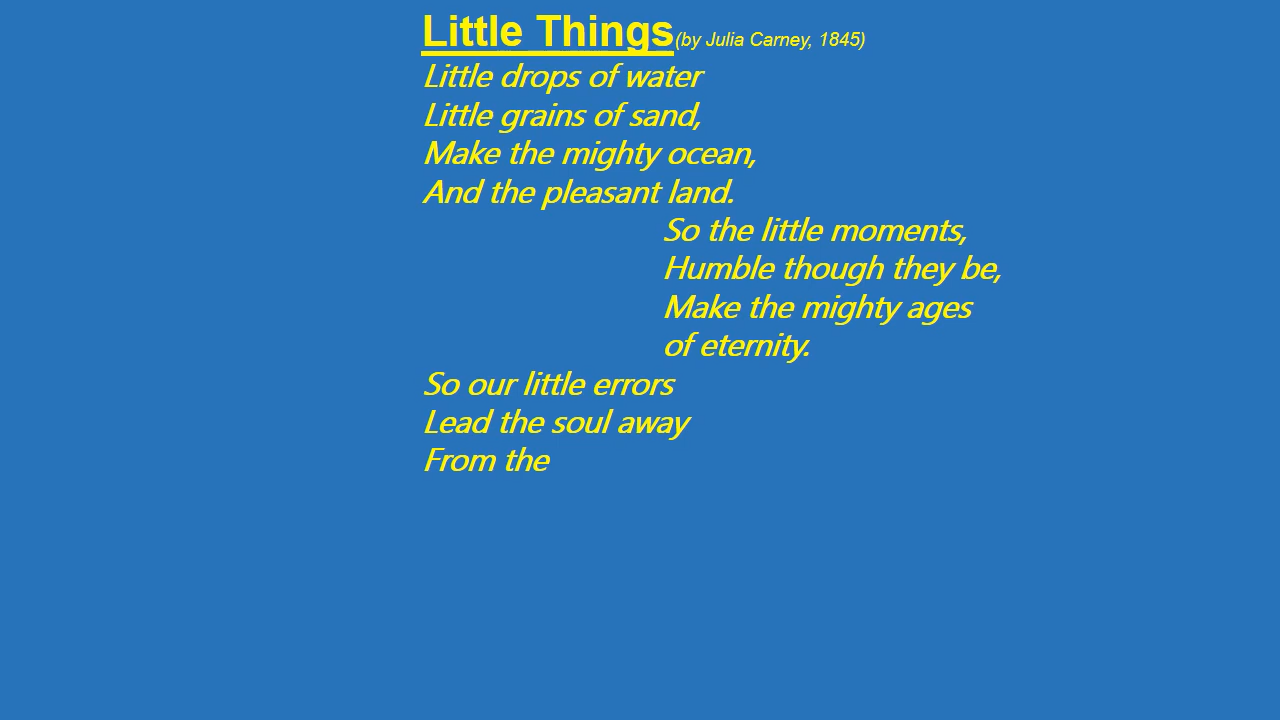 Little Things(by Julia Carney, 1845)
Little drops of water
Little grains of sand,
Make the mighty ocean,
And the pleasant land.
So the little moments,
Humble though they be,
Make the mighty ages
of eternity.
So our little errors
Lead the soul away
From the